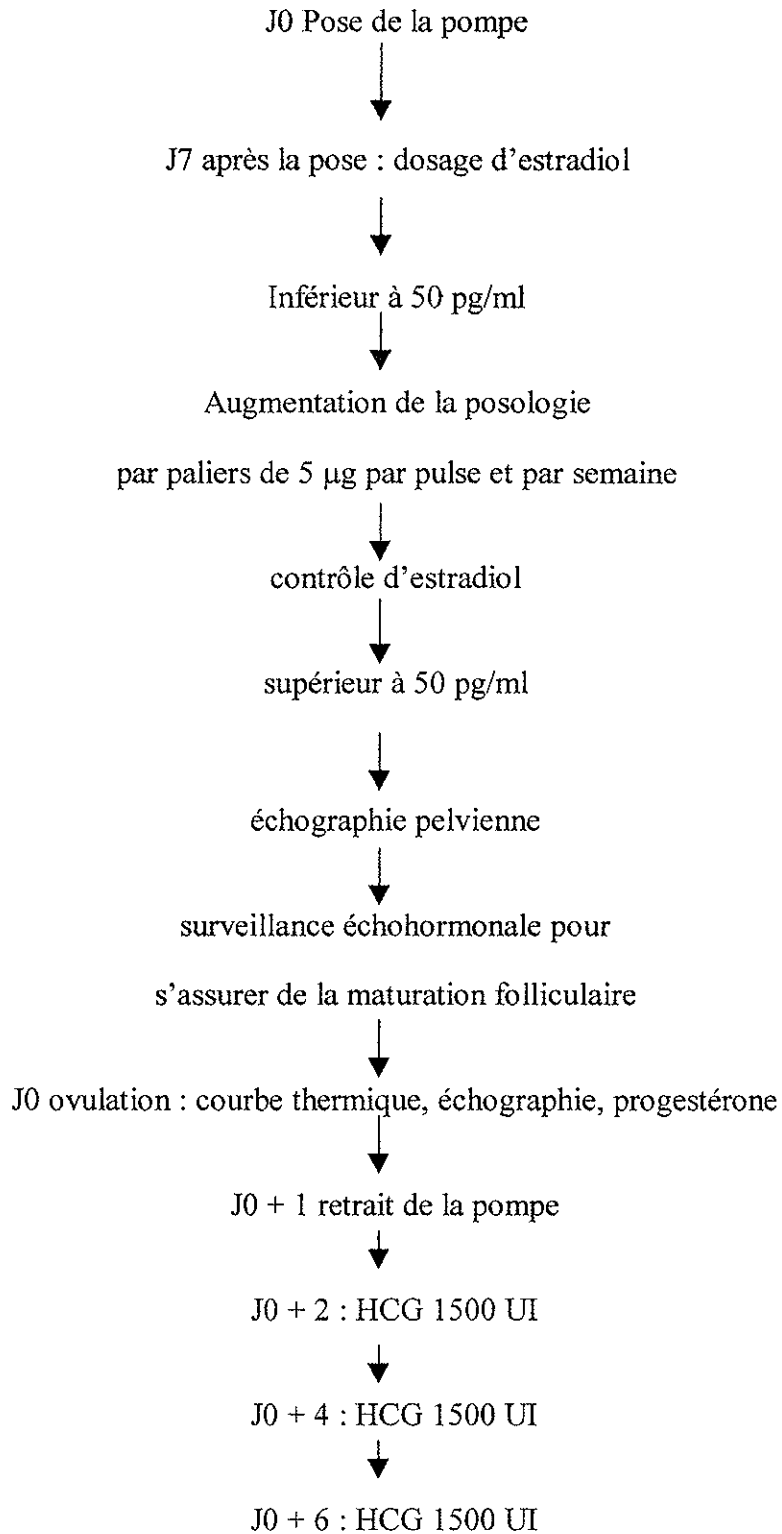 J0 Pose de la pompe
J7 après la pose : dosage d'estradiol
Inférieur à 50 pg/ml
Augmentation de la posologie
par paliers de 5 µg par pulse et par semaine
contrôle d'estradiol
supérieur à 50 pg/ml
échographie pelvienne
surveillance échohormonale pour
s'assurer de la maturation folliculaire
J0 ovulation : courbe thermique, échographie, progestérone
J0 + 1 retrait de la pompe
J0 + 2 : HCG 1500 UI
J0 + 4 : HCG 1500 UI
J0 + 6 : HCG 1500 UI